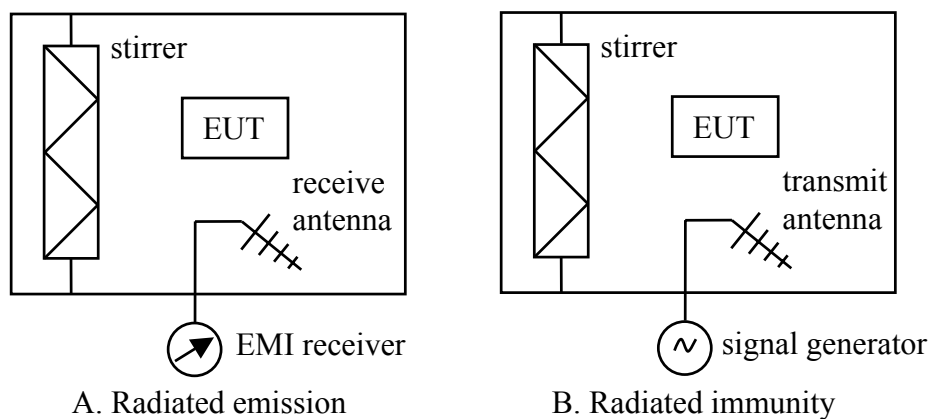 stirrer
EUT
receive
antenna
EMI receiver
A. Radiated emission
stirrer
EUT
transmit
antenna
signal generator
B. Radiated immunity